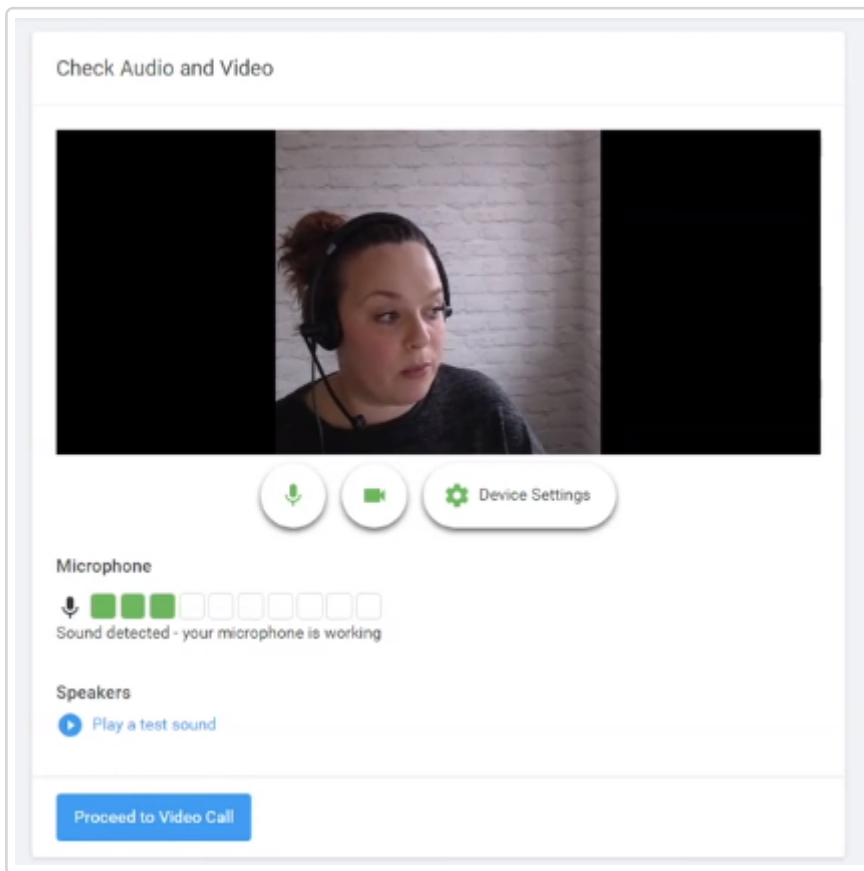 Check Audio and Video
Device Settings
Microphone
Sound detected - your microphone is working
Speakers
Play a test sound
Proceed to Video Call